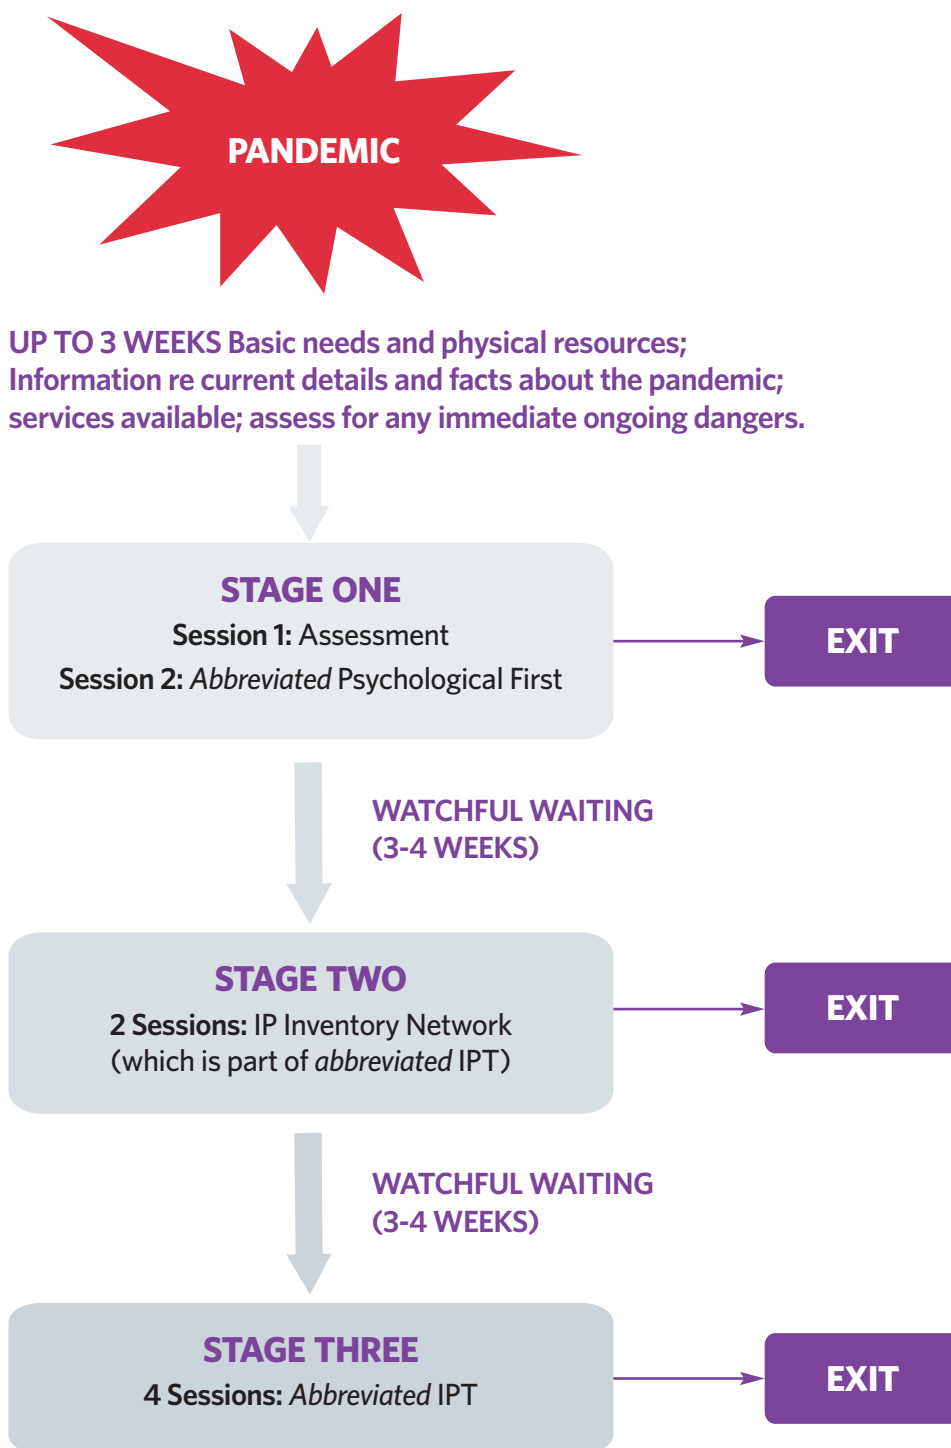 PANDEMIC
UP TO 3 WEEKS Basic needs and physical resources;
Information re current details and facts about the pandemic;
services available; assess for any immediate ongoing dangers.
STAGE ONE
Session 1: Assessment
Session 2: Abbreviated Psychological First
EXIT
WATCHFUL WAITING
(3-4 WEEKS)
STAGE TWO
2 Sessions: IP Inventory Network
(which is part of abbreviated IPT)
EXIT
WATCHFUL WAITING
(3-4 WEEKS)
STAGE THREE
4 Sessions: Abbreviated IPT
EXIT